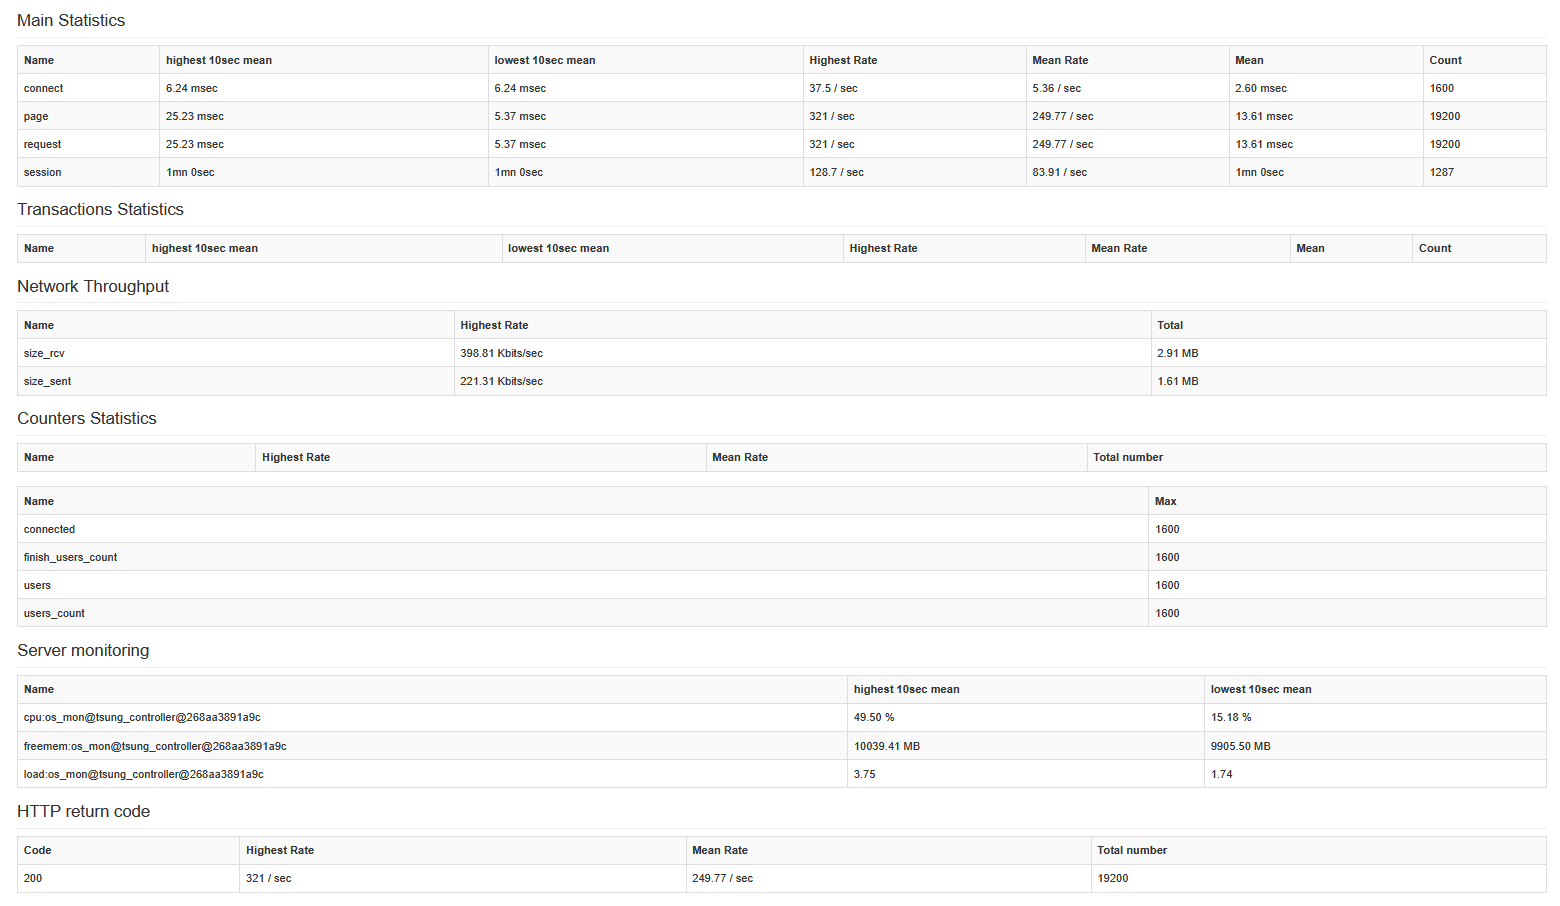 Main Statistics
Name highest 10sec mean lowest 10sec mean Highest Rate Mean Rate Mean Count
connect 6.24 msec 6.24 msec 37.5 / sec 5.36 / sec 2.60 msec 1600
page 25.23 msec 5.37 msec 321 / sec 249.77 / sec 13.61 msec 19200
request 25.23 msec 5.37 msec 321 / sec 249.77 / sec 13.61 msec 19200
session 1mn 0sec 1mn 0sec 128.7 / sec 83.91 / sec 1mn 0sec 1287
Transactions Statistics
Name highest 10sec mean lowest 10sec mean Highest Rate Mean Rate Mean Count
Network Throughput
Name Highest Rate Total
size_rcv 398.81 Kbits/sec 2.91 MB
size_sent 221.31 Kbits/sec 1.61 MB
Counters Statistics
Name Highest Rate Mean Rate Total number
Name Max
connected 1600
finish_users_count 1600
users 1600
users_count 1600
Server monitoring
Name highest 10sec mean lowest 10sec mean
cpu:os_mon@tsung_controller@268aa3891a9c 49.50 % 15.18 %
freemem:os_mon@tsung_controller@268aa3891a9c 10039.41 MB 9905.50 MB
load:os_mon@tsung_controller@268aa3891a9c 3.75 1.74
HTTP return code
Code Highest Rate Mean Rate Total number
200 321 / sec 249.77 / sec 19200